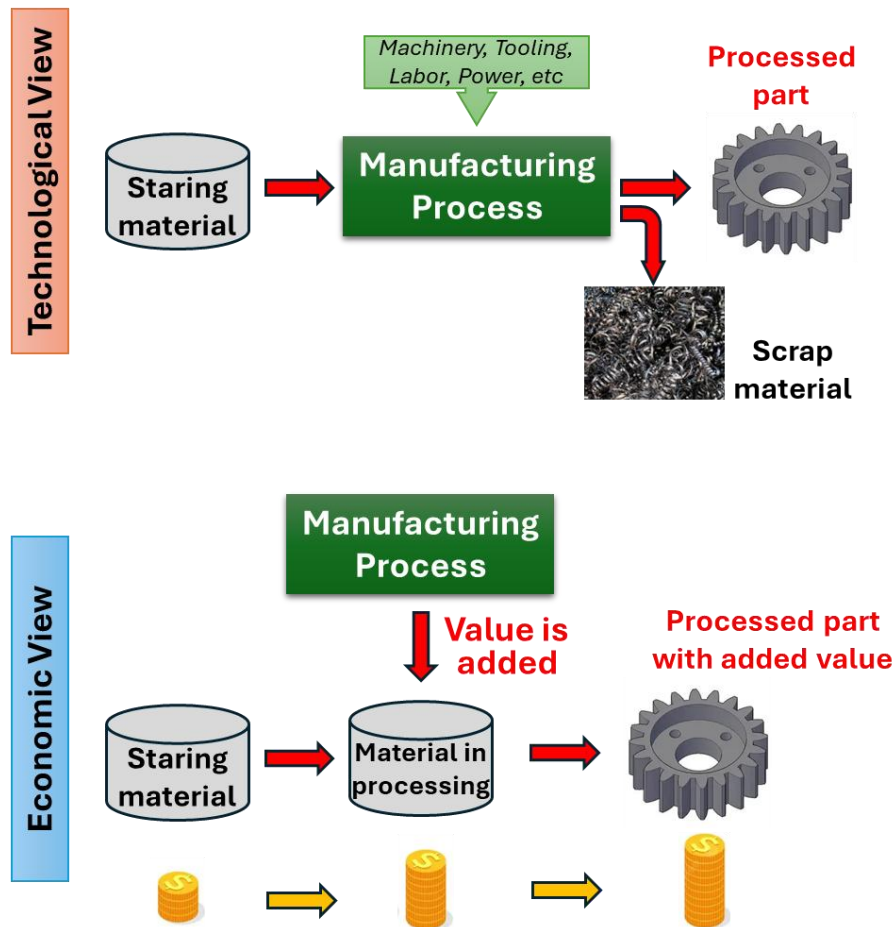 Technological View
Machinery, Tooling,
Labor, Power, etc
Processed
part
Staring
material
Manufacturing
Process
Scrap
material
Economic View
Manufacturing
Process
Value is
added
Processed part
with added value
Staring
material
Material in
processing
$
$
$